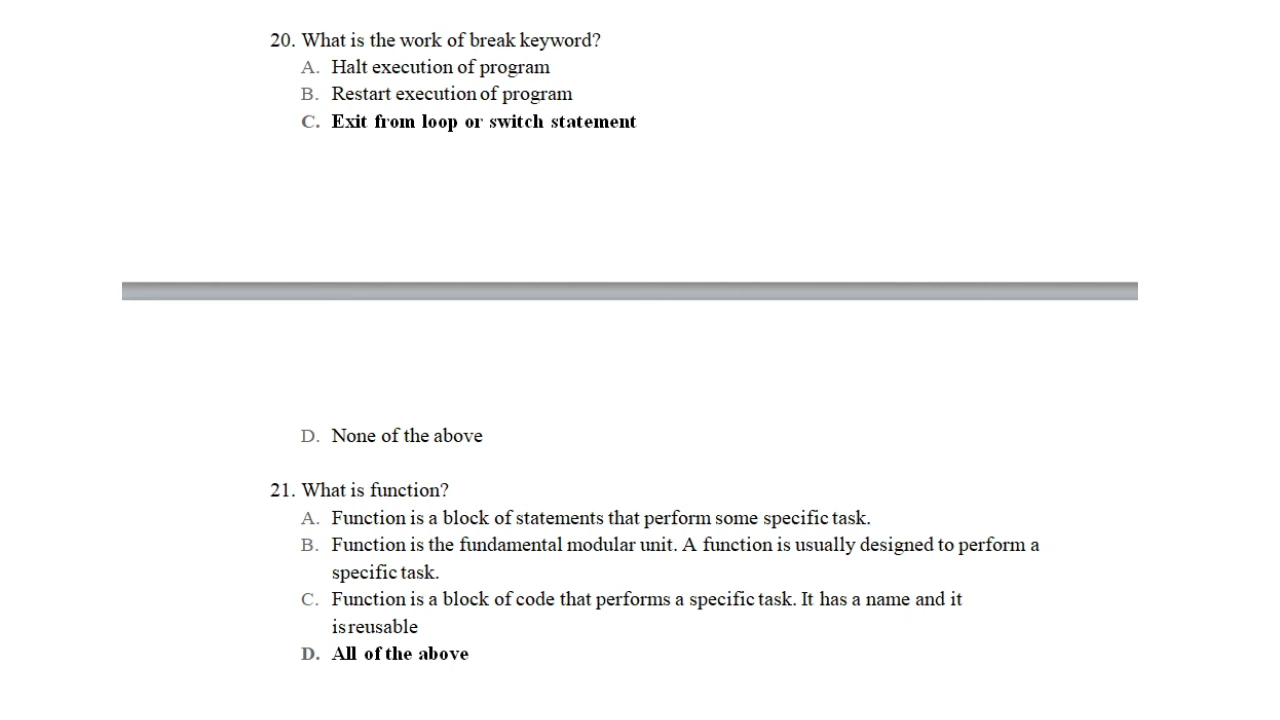 20. What is the work of break keyword?
A. Halt execution of program
B. Restart execution of program
C. Exit from loop or switch statement
D. None of the above
21. What is function?
A. Function is a block of statements that perform some specific task.
B. Function is the fundamental modular unit. A function is usually designed to perform a
specific task.
C. Function is a block of code that performs a specific task. It has a name and it
isreusable
D. All of the above